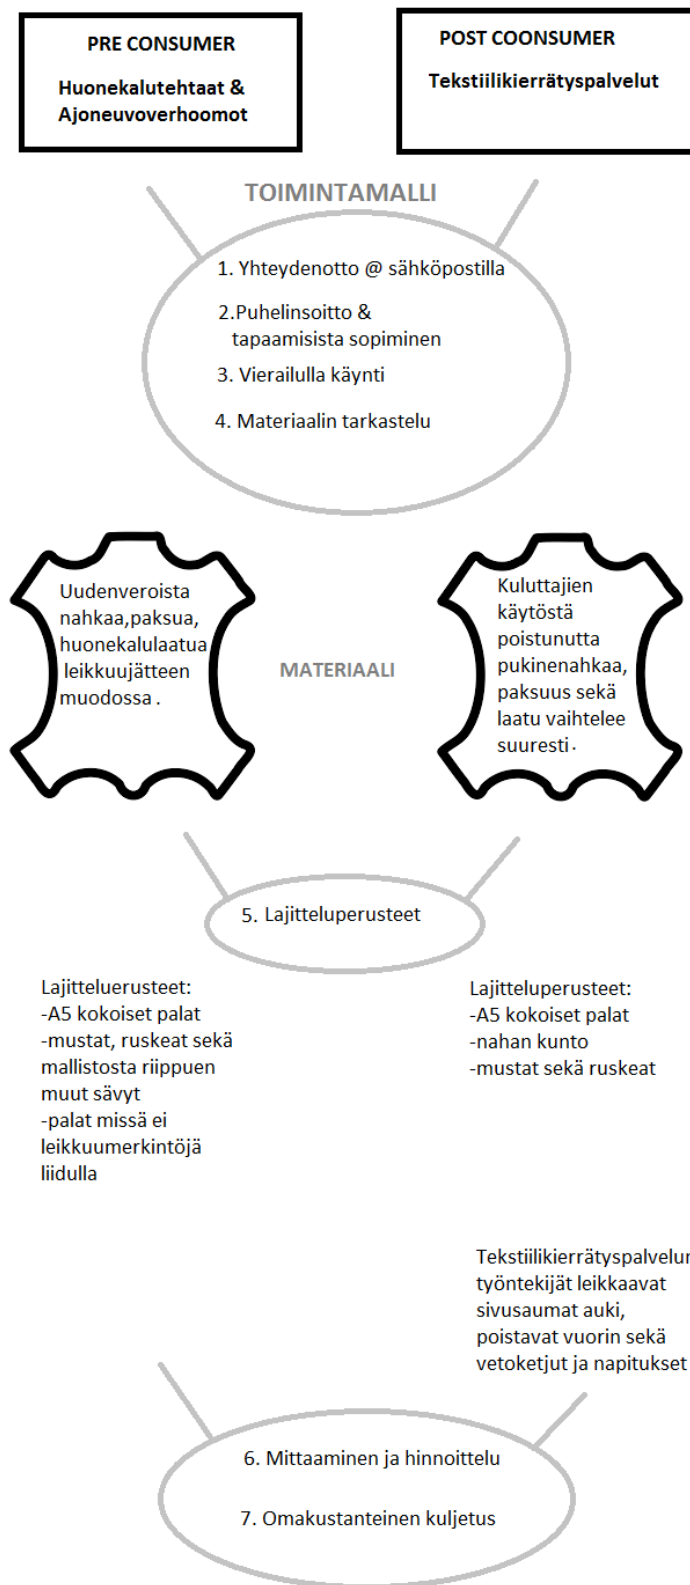 PRE CONSUMER
Huonekalutehtaat &
Ajoneuvoverhoomot
POST COONSUMER
Tekstiilikierrätyspalvelut
TOIMINTAMALLI
1. Yhteydenotto @ sähköpostilla
2.Puhelinsoitto &
tapaamisista sopiminen
3. Vierailulla käynti
4. Materiaalin tarkastelu
Uudenveroista
nahkaa,paksua,
huonekalulaatua
leikkuujätteen
muodossa .
MATERIAALI
Kuluttajien
käytöstä
poistunutta
pukinenahkaa,
paksuus sekä
laatu vaihtelee
suuresti .
5. Lajitteluperusteet
Lajitteluerusteet:
-A5 kokoiset palat
-mustat, ruskeat sekä
mallistosta riippuen
muut sävyt
-palat missä ei
leikkuumerkintöjä
liidulla
Lajitteluperusteet:
-A5 kokoiset palat
-nahan kunto
-mustat sekä ruskeat
Tekstiilikierrätyspalvelun
työntekijät leikkaavat
sivusaumat auki,
poistavat vuorin sekä
vetoketjut ja napitukset
6. Mittaaminen ja hinnoittelu
7. Omakustanteinen kuljetus